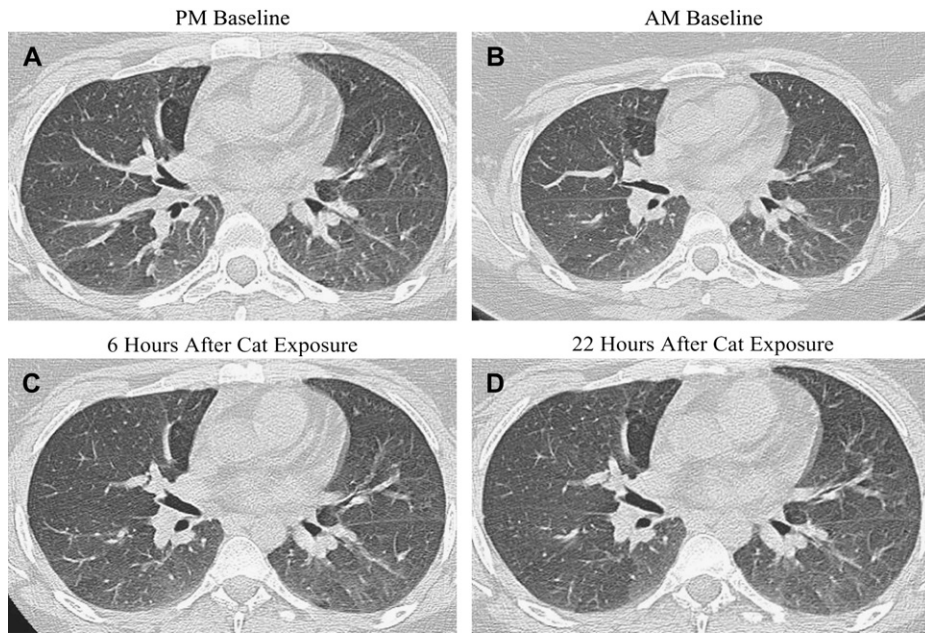 PM Baseline
AM Baseline
A
B
6 Hours After Cat Exposure
22 Hours After Cat Exposure
C
D